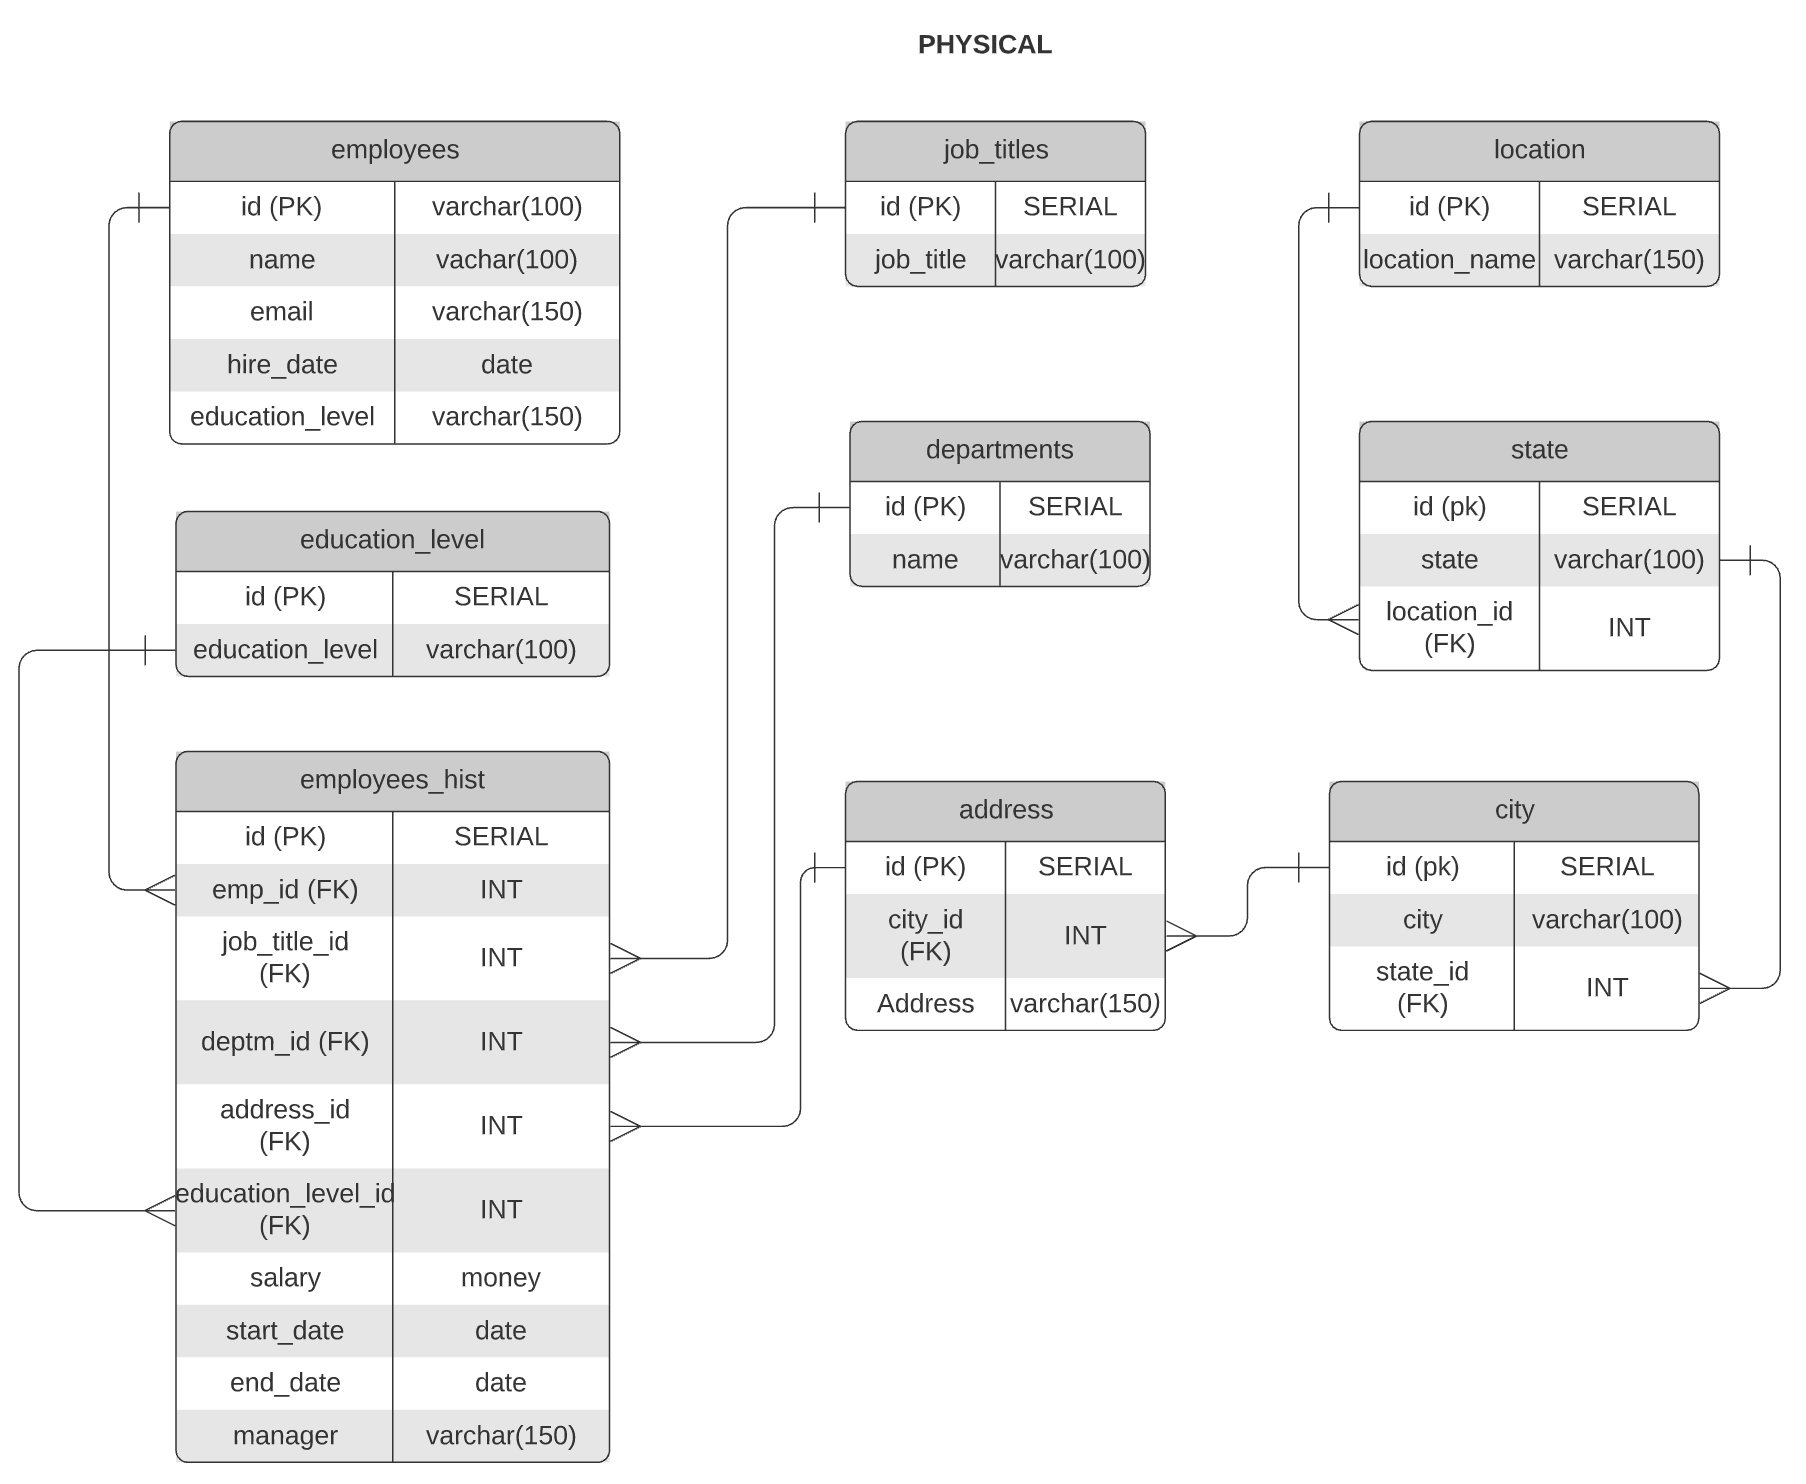 PHYSICAL
employees
id (PK) varchar(100)
name vachar(100)
email varchar(150)
hire_date date
education_level varchar(150)
education_level
id (PK) SERIAL
education_level varchar(100)
employees_hist
id (PK) SERIAL
emp_id (FK) INT
job_title_id
(FK)
INT
deptm_id (FK) INT
address_id
(FK)
INT
education_level_id
(FK)
INT
salary money
start_date date
end_date date
manager varchar(150)
job_titles
id (PK) SERIAL
job_title varchar(100)
departments
id (PK) SERIAL
name varchar(100)
address
id (PK) SERIAL
city_id
(FK)
INT
Address varchar(150)
location
id (PK) SERIAL
location_name varchar(150)
state
id (pk) SERIAL
state varchar(100)
location_id
(FK)
INT
city
id (pk) SERIAL
city varchar(100)
state_id
(FK)
INT